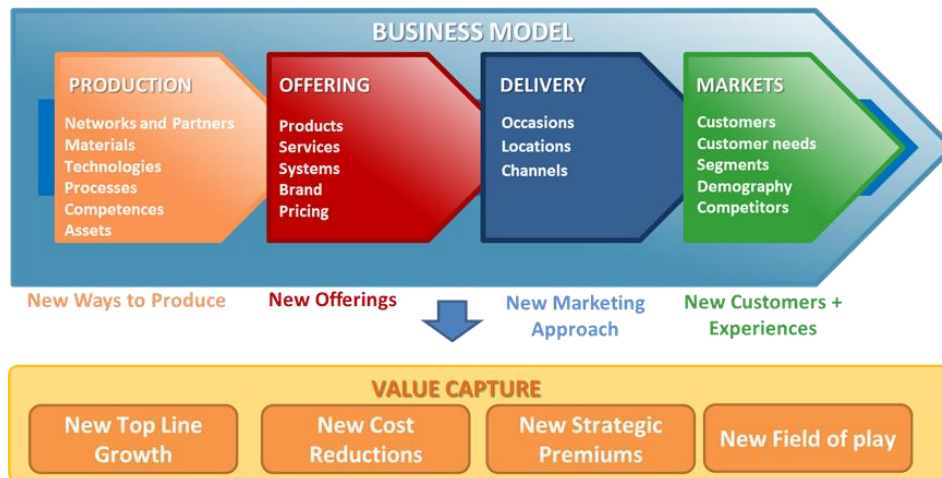 BUSINESS MODEL
PRODUCTION
Networks and Partners
Materials
Technologies
Processes
Competences
Assets
OFFERING
Products
Services
Systems
Brand
Pricing
DELIVERY
Occasions
Locations
Channels
MARKETS
Customers
Customer needs
Segments
Demography
Competitors
New Ways to Produce
New Offerings
New Marketing
Approach
New Customers +
Experiences
VALUE CAPTURE
New Top Line
Growth
New Cost
Reductions
New Strategic
Premiums
New Field of play